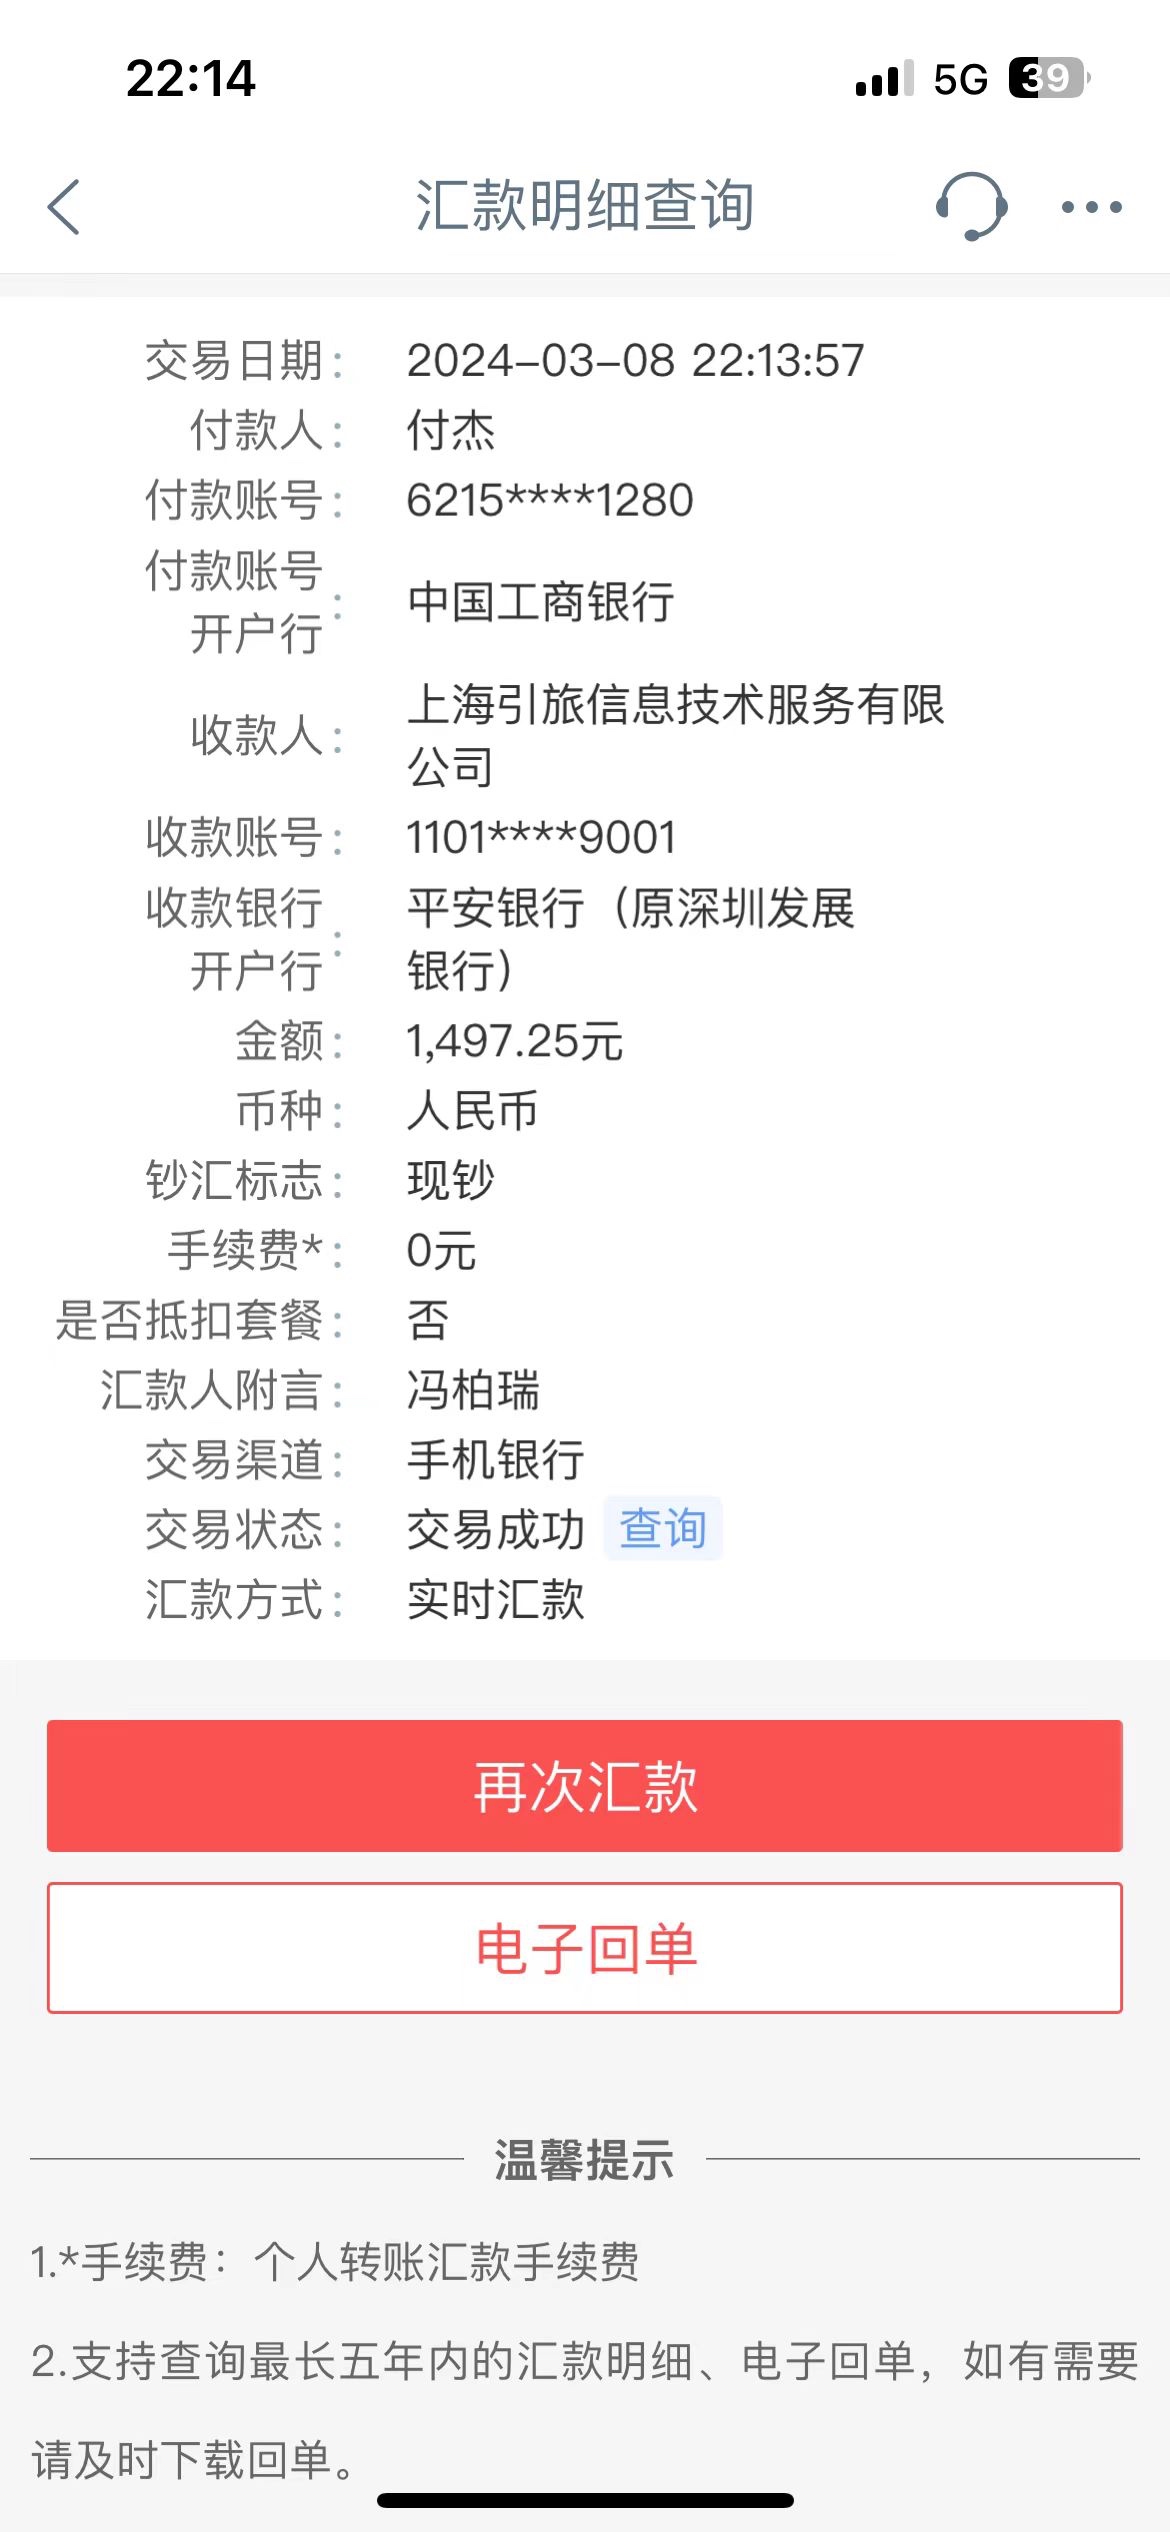 22:14
5G 39
汇款明细查询
交易日期： 2024-03-08 22:13:57
付款人： 付杰
付款账号： 6215****1280
付款账号
开户行： 中国工商银行
收款人： 上海引旅信息技术服务有限
公司
收款账号： 1101****9001
收款银行
开户行： 平安银行（原深圳发展
银行）
金额： 1,497.25元
币种： 人民币
钞汇标志： 现钞
手续费*： 0元
是否抵扣套餐： 否
汇款人附言： 冯柏瑞
交易渠道： 手机银行
交易状态： 交易成功 查询
汇款方式： 实时汇款
再次汇款
电子回单
温馨提示
1.*手续费：个人转账汇款手续费
2.支持查询最长五年内的汇款明细、电子回单，如有需要
请及时下载回单。